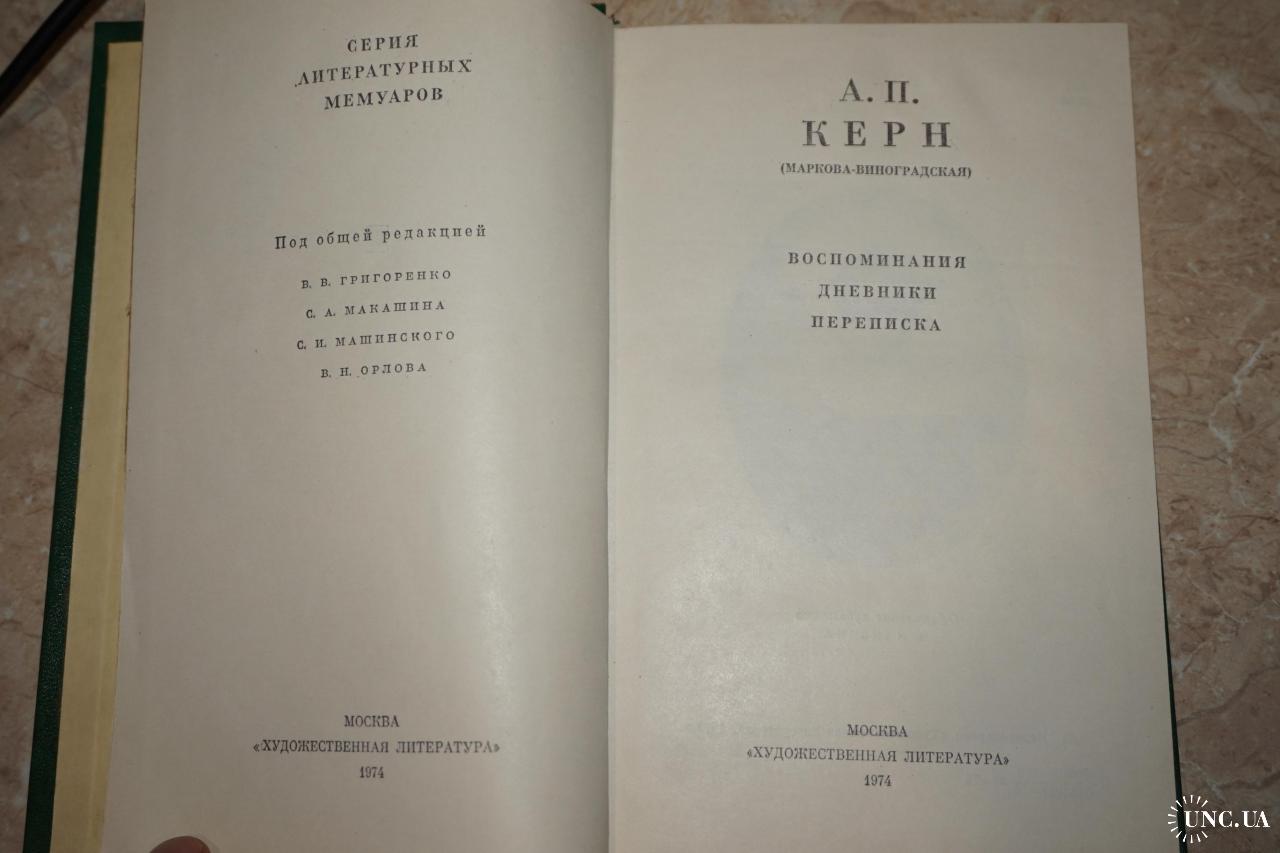 СЕРИЯ
ЛИТЕРАТУРНЫХ
МЕМУАРОВ
Под общей редакцией
В. В. ГРИГОРЕНКО
С. А. МАКАШИНА
С. И. МАШИНСКОГО
В. Н. ОРЛОВА
МОСКВА
«ХУДОЖЕСТВЕННАЯ ЛИТЕРАТУРА»
1974
А. П.
КЕРН
(МАРКОВА-ВИНОГРАДСКАЯ)
ВОСПОМИНАНИЯ
ДНЕВНИКИ
ПЕРЕПИСКА
МОСКВА
«ХУДОЖЕСТВЕННАЯ ЛИТЕРАТУРА»
1974
UNC.UA